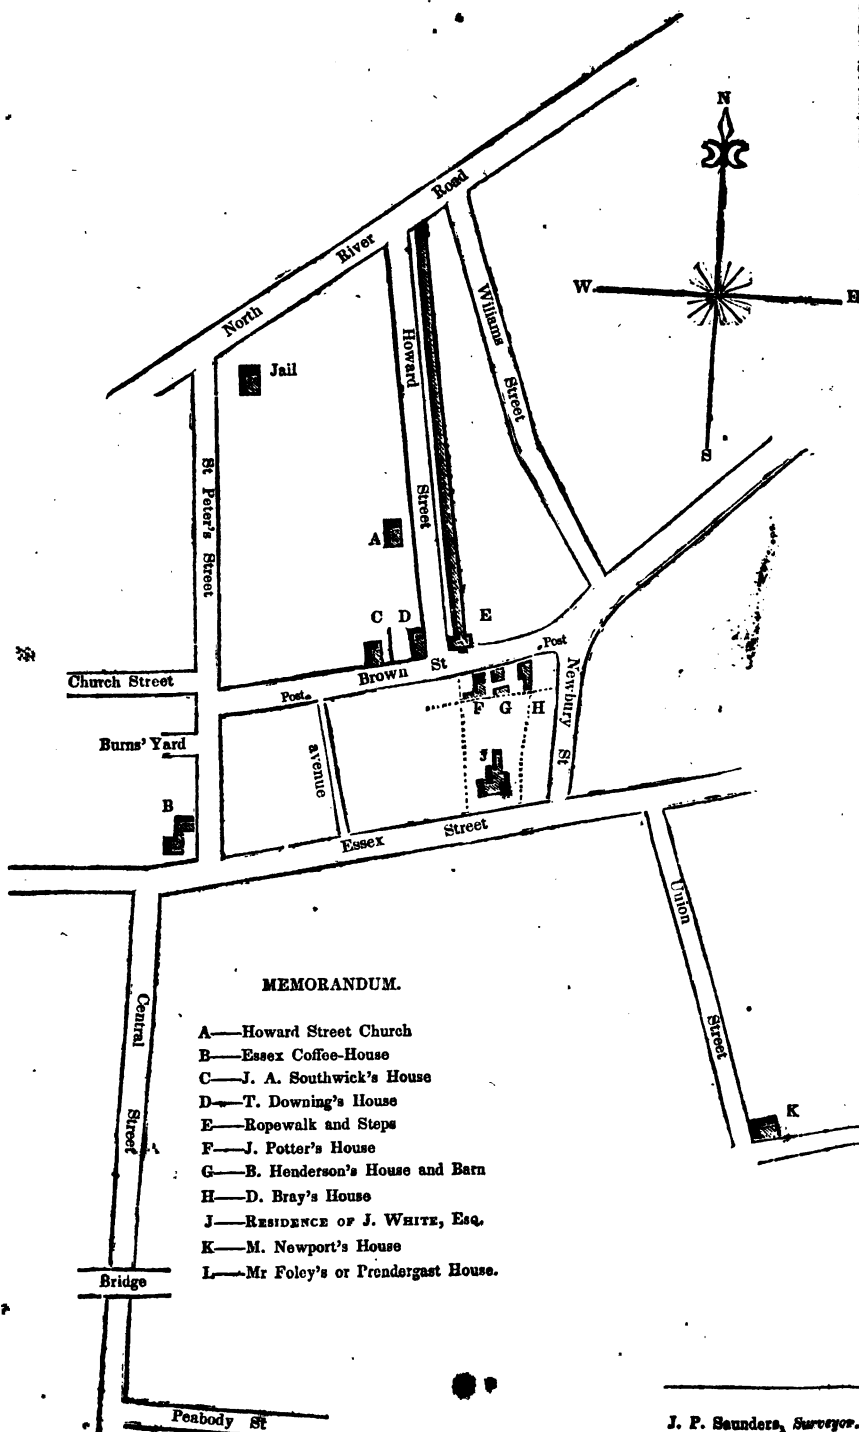 N
Road
River
North
W.
E
Williams
Street
Howard
Street
Jail
S
St Peter's Street
A
C D
E
Post
Brown St
Church Street
Post
F G H
Newbury St
Burns' Yard
avenue
J
B
Essex Street
Union
Street
Central
Street
K
MEMORANDUM.
A—Howard Street Church
B—Essex Coffee-House
C—J. A. Southwick's House
D—T. Downing's House
E—Ropewalk and Steps
F—J. Potter's House
G—B. Henderson's House and Barn
H—D. Bray's House
J—RESIDENCE OF J. WHITE, Esq.
K—M. Newport's House
L—Mr Foley's or Prendergast House.
Bridge
Peabody St
J. P. Saunders, Surveyor.